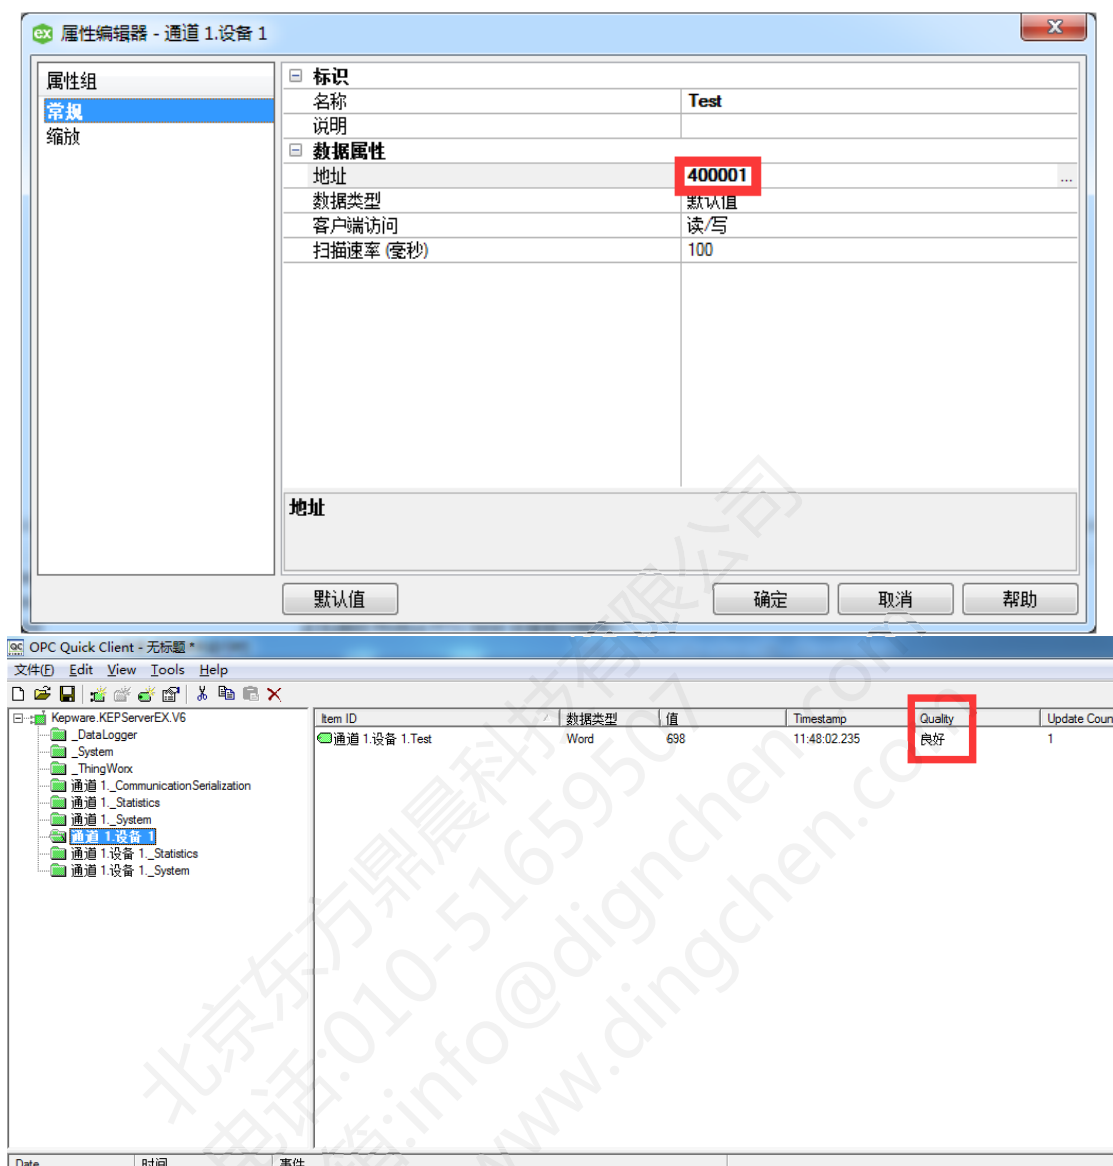 属性编辑器 - 通道 1.设备 1
属性组
常规
缩放
标识
名称 Test
说明
数据属性
地址 400001 ...
数据类型 默认值
客户端访问 读/写
扫描速率 (毫秒) 100
地址
默认值 确定 取消 帮助
OPC Quick Client - 无标题 *
文件(F) Edit View Tools Help
Kepware.KEPServerEX.V6
_DataLogger
_System
_ThingWorx
通道 1._CommunicationSerialization
通道 1._Statistics
通道 1._System
通道 1.设备 1
通道 1.设备 1._Statistics
通道 1.设备 1._System
Item ID 数据类型 值 Timestamp Quality Update Coun
通道 1.设备 1.Test Word 698 11:48:02.235 良好 1
Date 时间 事件
北京东方鼎晨科技有限公司
电话:010-51659507
箱:info@dignchen.com
www.dingchen.com